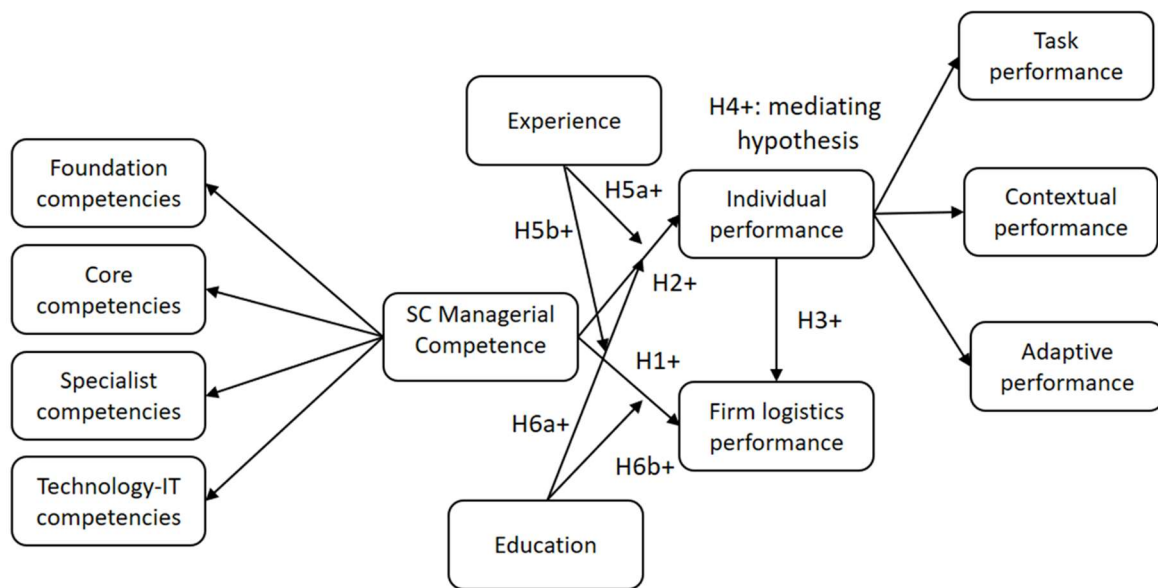 Foundation
competencies
Core
competencies
Specialist
competencies
Technology-IT
competencies
SC Managerial
Competence
Experience
H5a+
H5b+
H2+
H1+
H6a+
H6b+
Education
H4+: mediating
hypothesis
Individual
performance
H3+
Firm logistics
performance
Task
performance
Contextual
performance
Adaptive
performance